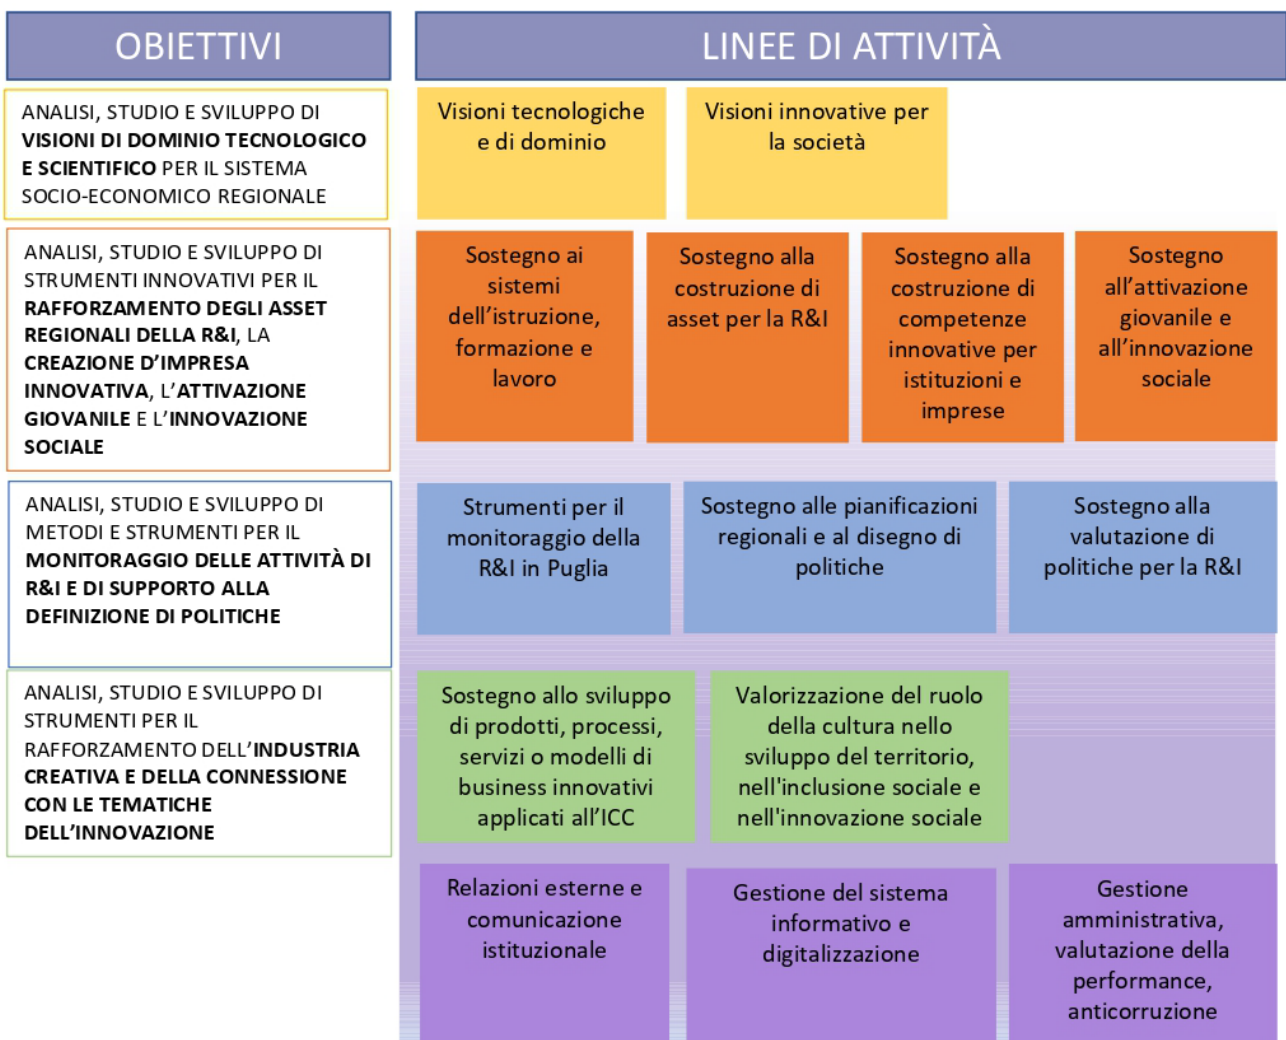 OBIETTIVI
LINEE DI ATTIVITÀ
ANALISI, STUDIO E SVILUPPO DI
VISIONI DI DOMINIO TECNOLOGICO
E SCIENTIFICO PER IL SISTEMA
SOCIO-ECONOMICO REGIONALE
Visioni tecnologiche
e di dominio
Visioni innovative per
la società
ANALISI, STUDIO E SVILUPPO DI
STRUMENTI INNOVATIVI PER IL
RAFFORZAMENTO DEGLI ASSET
REGIONALI DELLA R&I, LA
CREAZIONE D’IMPRESA
INNOVATIVA, L’ATTIVAZIONE
GIOVANILE E L’INNOVAZIONE
SOCIALE
Sostegno ai
sistemi
dell’istruzione,
formazione e
lavoro
Sostegno alla
costruzione di
asset per la R&I
Sostegno alla
costruzione di
competenze
innovative per
istituzioni e
imprese
Sostegno
all’attivazione
giovanile e
all’innovazione
sociale
ANALISI, STUDIO E SVILUPPO DI
METODI E STRUMENTI PER IL
MONITORAGGIO DELLE ATTIVITÀ DI
R&I E DI SUPPORTO ALLA
DEFINIZIONE DI POLITICHE
Strumenti per il
monitoraggio della
R&I in Puglia
Sostegno alle pianificazioni
regionali e al disegno di
politiche
Sostegno alla
valutazione di
politiche per la R&I
ANALISI, STUDIO E SVILUPPO DI
STRUMENTI PER IL
RAFFORZAMENTO DELL’INDUSTRIA
CREATIVA E DELLA CONNESSIONE
CON LE TEMATICHE
DELL’INNOVAZIONE
Sostegno allo sviluppo
di prodotti, processi,
servizi o modelli di
business innovativi
applicati all’ICC
Valorizzazione del ruolo
della cultura nello
sviluppo del territorio,
nell'inclusione sociale e
nell'innovazione sociale
Relazioni esterne e
comunicazione
istituzionale
Gestione del sistema
informativo e
digitalizzazione
Gestione
amministrativa,
valutazione della
performance,
anticorruzione